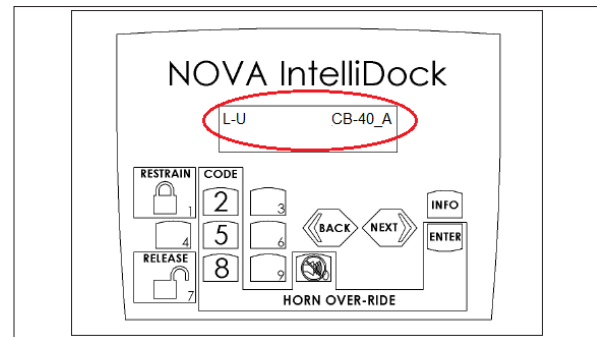 NOVA IntelliDock
L-U CB-40_A
RESTRAIN CODE
1 2 3
BACK NEXT INFO
4 5 6 ENTER
RELEASE
7 8 9
HORN OVER-RIDE